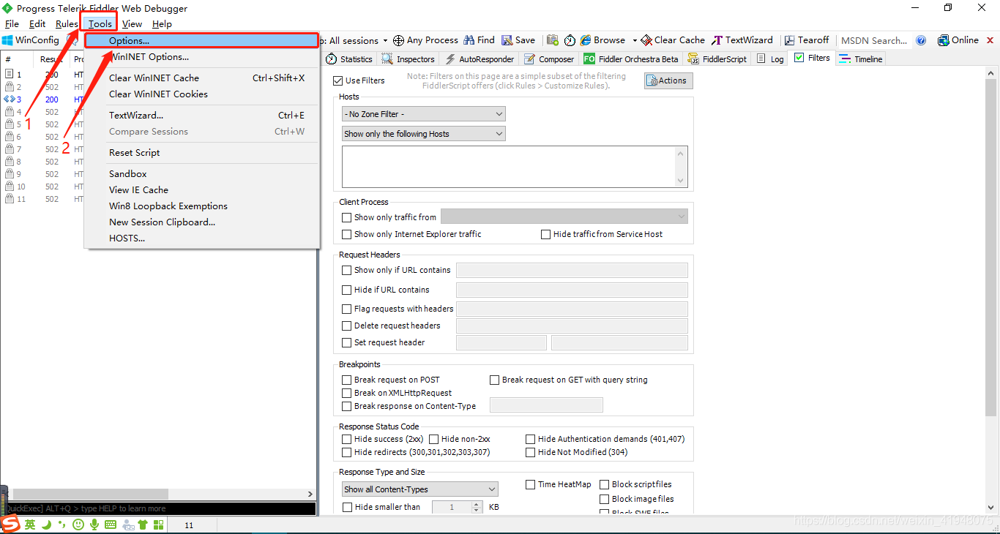 Progress Telerik Fiddler Web Debugger
File Edit Rules Tools View Help
WinConfig
: All sessions Any Process Find Save Browse Clear Cache TextWizard Tearoff MSDN Search... Online
# Resu Pro
1 200 HT
2 502 HT
3 200 HT
4 502
5 502 HT
6 502
7 502 HT
8 502 HT
9 502 HT
10 502 HT
11 502 HT
1
2
Options...
WinINET Options...
Clear WinINET Cache Ctrl+Shift+X
Clear WinINET Cookies
TextWizard... Ctrl+E
Compare Sessions Ctrl+W
Reset Script
Sandbox
View IE Cache
Win8 Loopback Exemptions
New Session Clipboard...
HOSTS...
Statistics Inspectors AutoResponder Composer FO Fiddler Orchestra Beta FiddlerScript Log Filters Timeline
Use Filters
Note: Filters on this page are a simple subset of the filtering
FiddlerScript offers (click Rules > Customize Rules).
Actions
Hosts
- No Zone Filter -
Show only the following Hosts
Client Process
Show only traffic from
Show only Internet Explorer traffic Hide traffic from Service Host
Request Headers
Show only if URL contains
Hide if URL contains
Flag requests with headers
Delete request headers
Set request header
Breakpoints
Break request on POST Break request on GET with query string
Break on XMLHttpRequest
Break response on Content-Type
Response Status Code
Hide success (2xx) Hide non-2xx Hide Authentication demands (401,407)
Hide redirects (300,301,302,303,307) Hide Not Modified (304)
Response Type and Size
Show all Content-Types Time HeatMap Block script files
Block image files
Hide smaller than 1 KB Block SWF files
QuickExec] ALT+Q > type HELP to learn more
英
11
https://blog.csdn.net/weixin_41948075